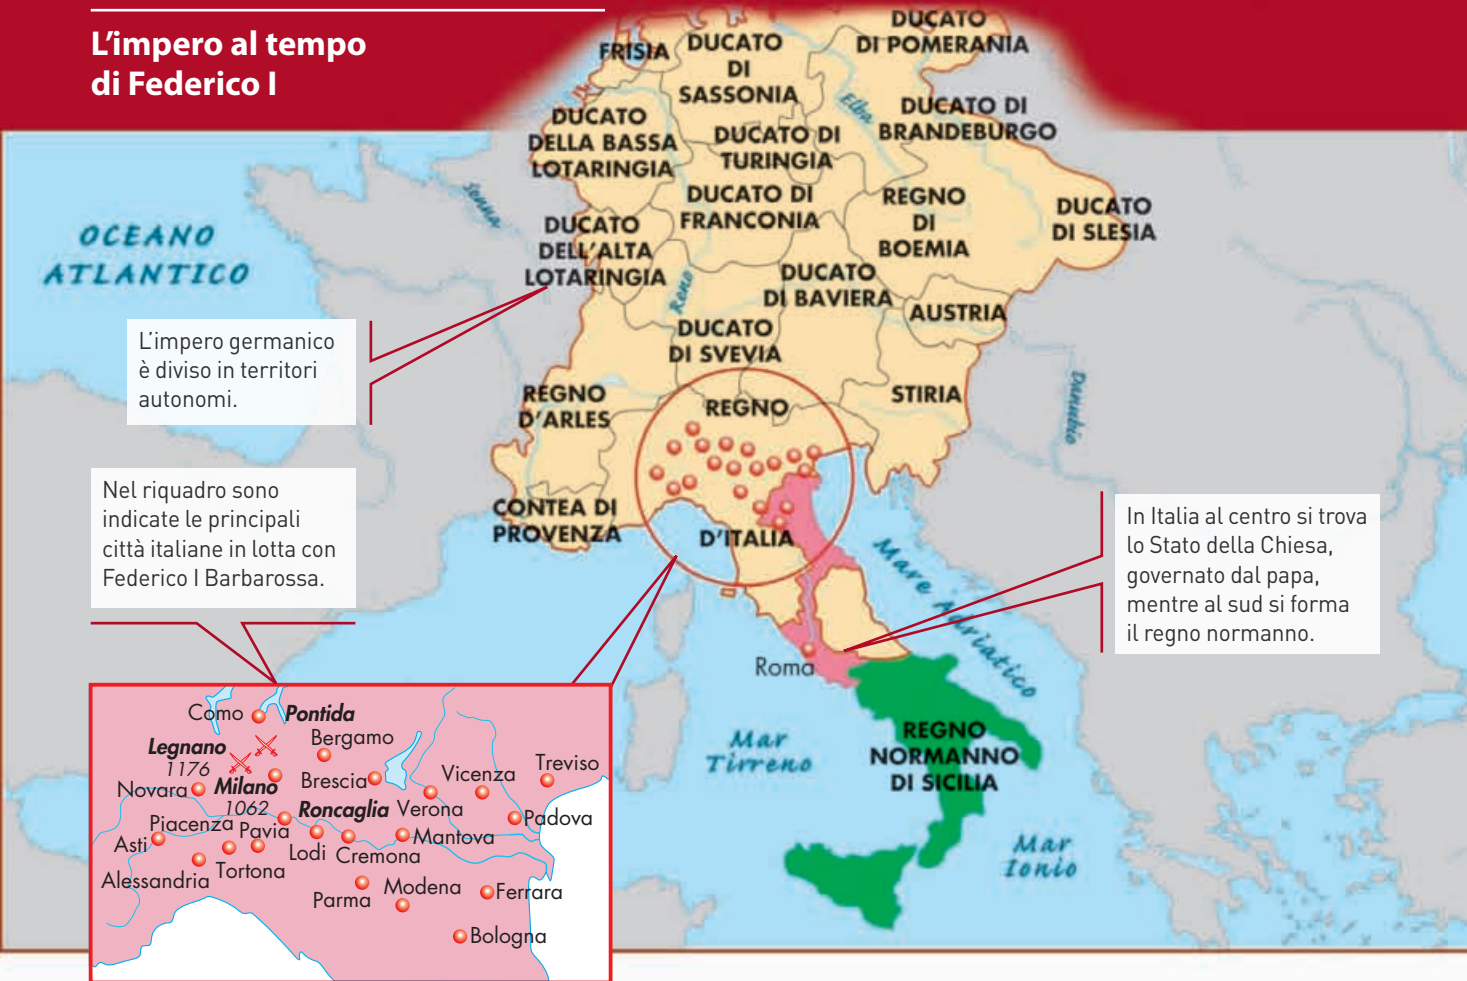 L'impero al tempo
di Federico I
FRISIA
DUCATO
DI
SASSONIA
DUCATO
DI POMERANIA
Elba
DUCATO DI
BRANDEBURGO
DUCATO
DELLA BASSA
LOTARINGIA
DUCATO DI
TURINGIA
Senna
DUCATO DI
FRANCONIA
REGNO
DI
BOEMIA
DUCATO
DI SLESIA
OCEANO
ATLANTICO
DUCATO
DELL'ALTA
LOTARINGIA
Reno
DUCATO
DI BAVIERA
AUSTRIA
DUCATO
DI SVEVIA
L'impero germanico
è diviso in territori
autonomi.
REGNO
D'ARLES
REGNO
STIRIA
Danubio
Nel riquadro sono
indicate le principali
città italiane in lotta con
Federico I Barbarossa.
CONTEA DI
PROVENZA
D'ITALIA
Mare Adriatico
In Italia al centro si trova
lo Stato della Chiesa,
governato dal papa,
mentre al sud si forma
il regno normanno.
Roma
Mar
Tirreno
REGNO
NORMANNO
DI SICILIA
Mar
Ionio
Como
Pontida
Legnano
1176
Bergamo
Novara
Milano
1062
Brescia
Vicenza
Treviso
Roncaglia
Verona
Padova
Piacenza
Pavia
Asti
Lodi
Cremona
Mantova
Alessandria
Tortona
Parma
Modena
Ferrara
Bologna